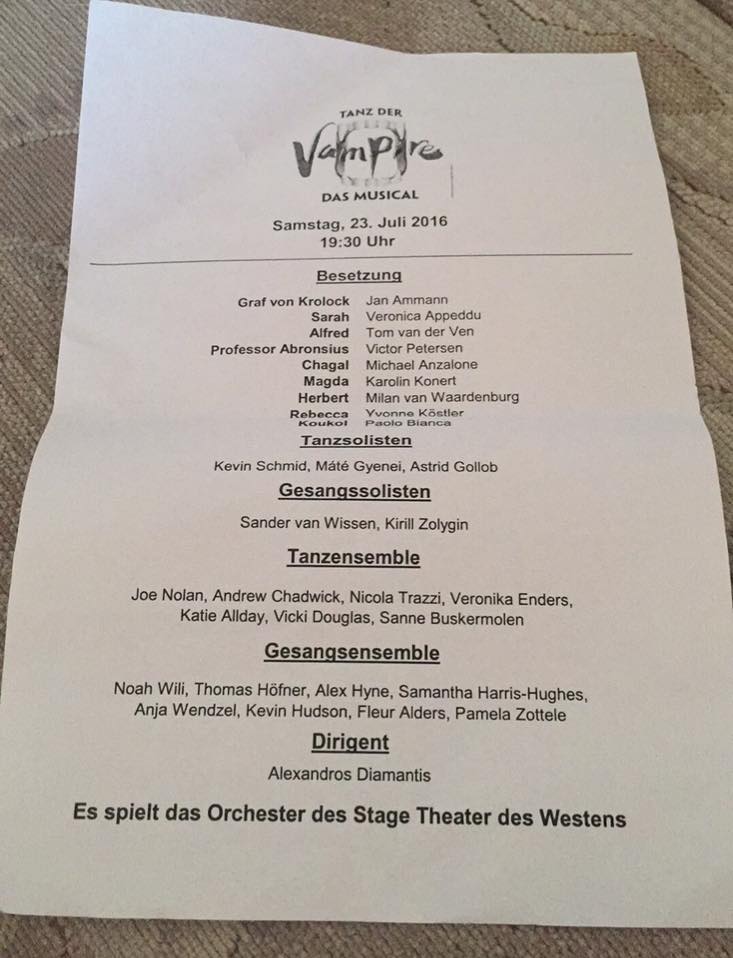 TANZ DER
Vampire
DAS MUSICAL
Samstag, 23. Juli 2016
19:30 Uhr
Besetzung
Graf von Krolock Jan Ammann
Sarah Veronica Appeddu
Alfred Tom van der Ven
Professor Abronsius Victor Petersen
Chagal Michael Anzalone
Magda Karolin Konert
Herbert Milan van Waardenburg
Rebecca Yvonne Köstler
Koukol Paolo Bianca
Tanzsolisten
Kevin Schmid, Máté Gyenei, Astrid Gollob
Gesangssolisten
Sander van Wissen, Kirill Zolygin
Tanzensemble
Joe Nolan, Andrew Chadwick, Nicola Trazzi, Veronika Enders,
Katie Allday, Vicki Douglas, Sanne Buskermolen
Gesangsensemble
Noah Wili, Thomas Höfner, Alex Hyne, Samantha Harris-Hughes,
Anja Wendzel, Kevin Hudson, Fleur Alders, Pamela Zottele
Dirigent
Alexandros Diamantis
Es spielt das Orchester des Stage Theater des Westens